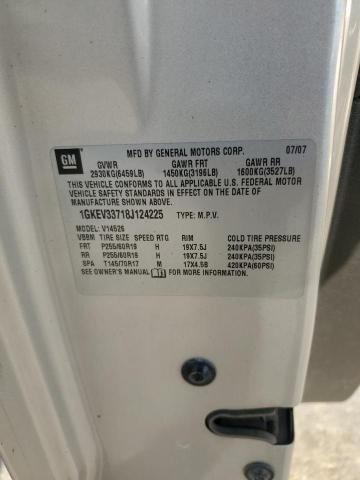 GM
MFD BY GENERAL MOTORS CORP. 07/07
GVWR GAWR FRT GAWR RR
2930KG(6459LB) 1450KG(3196LB) 1600KG(3527LB)
THIS VEHICLE CONFORMS TO ALL APPLICABLE U.S. FEDERAL MOTOR
VEHICLE SAFETY STANDARDS IN EFFECT ON THE DATE OF
MANUFACTURE SHOWN ABOVE.
1GKEV33718J124225 TYPE: M.P.V.
MODEL: V14526
VBBM TIRE SIZE SPEED RTG RIM COLD TIRE PRESSURE
FRT P255/60R19 H 19X7.5J 240KPA(35PSI)
RR P255/60R19 H 19X7.5J 240KPA(35PSI)
SPA T145/70R17 M 17X4.5B 420KPA(60PSI)
SEE OWNER'S MANUAL FOR MORE INFORMATION.